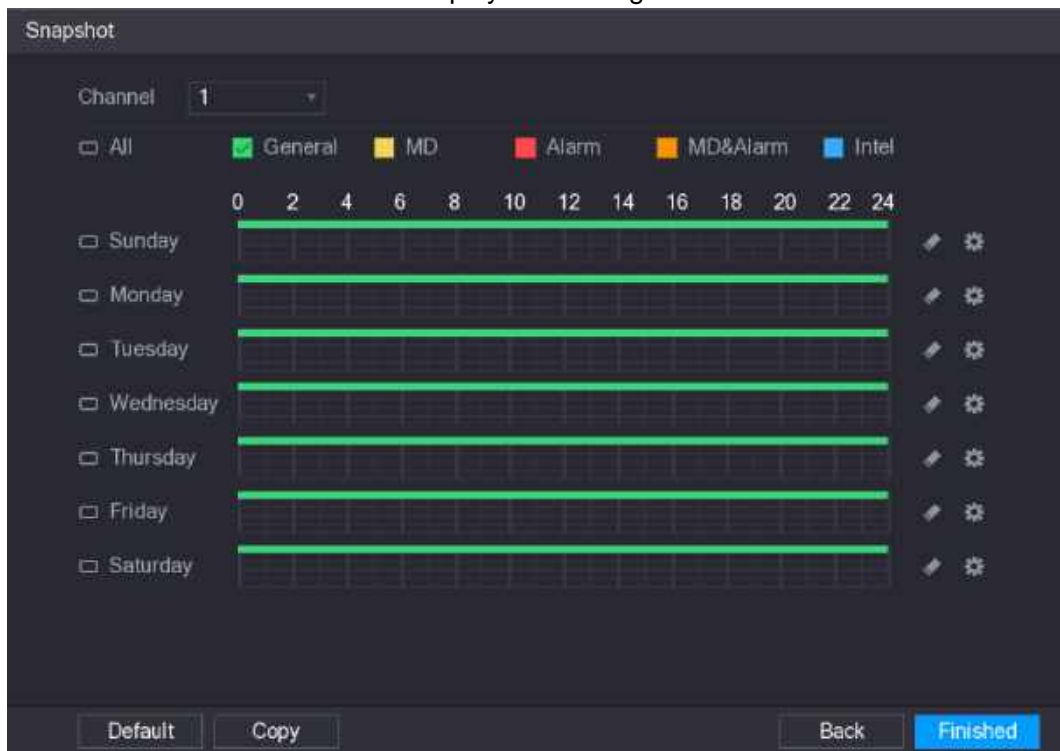 Snapshot
Channel 1
All General MD Alarm MD&Alarm Intel
0 2 4 6 8 10 12 14 16 18 20 22 24
Sunday
Monday
Tuesday
Wednesday
Thursday
Friday
Saturday
Default Copy Back Finished